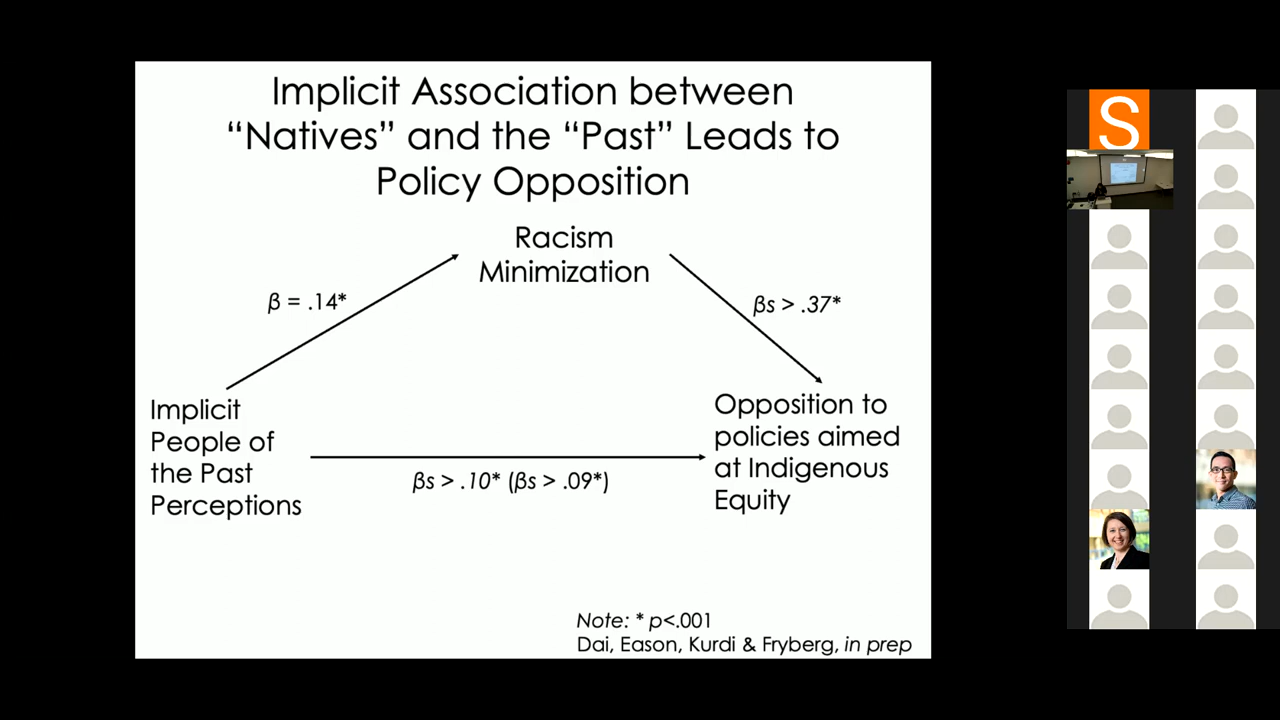 Implicit Association between
“Natives” and the “Past” Leads to
Policy Opposition
Racism
Minimization
β = .14*
βs > .37*
Implicit
People of
the Past
Perceptions
Opposition to
policies aimed
at Indigenous
Equity
βs > .10* (βs > .09*)
Note: * p<.001
Dai, Eason, Kurdi & Fryberg, in prep
S